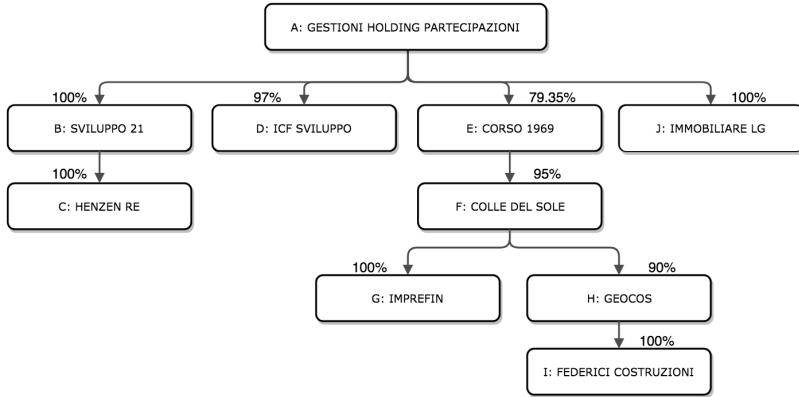 A: GESTIONI HOLDING PARTECIPAZIONI
100%
97%
79.35%
100%
B: SVILUPPO 21
D: ICF SVILUPPO
E: CORSO 1969
J: IMMOBILIARE LG
100%
95%
C: HENZEN RE
F: COLLE DEL SOLE
100%
90%
G: IMPREFIN
H: GEOCOS
100%
I: FEDERICI COSTRUZIONI